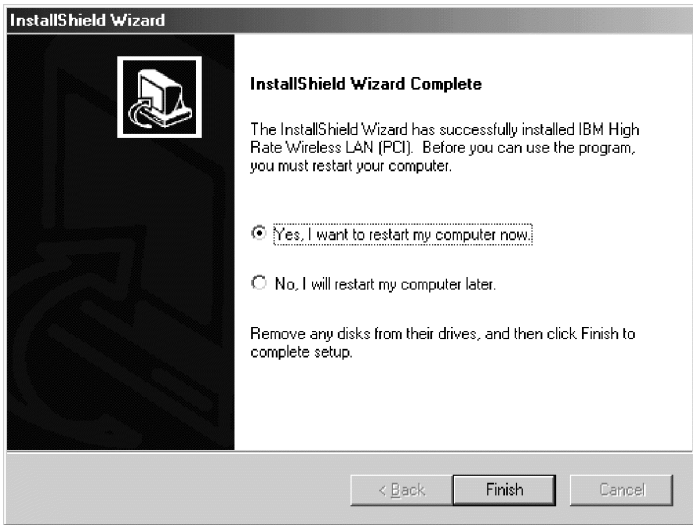 InstallShield Wizard
InstallShield Wizard Complete
The InstallShield Wizard has successfully installed IBM High
Rate Wireless LAN (PCI).  Before you can use the program,
you must restart your computer.
Yes, I want to restart my computer now.
No, I will restart my computer later.
Remove any disks from their drives, and then click Finish to
complete setup.
< Back
Finish
Cancel